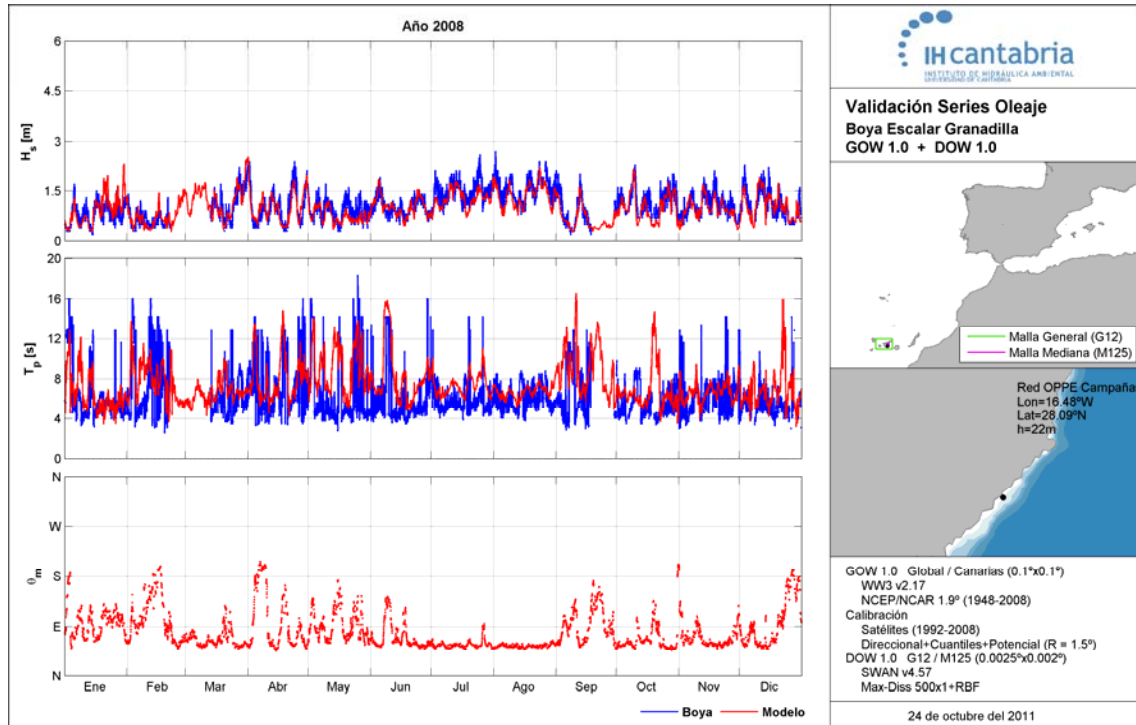 Año 2008
6
4.5
3
1.5
0
H_s [m]
20
16
12
8
4
0
T_p [s]
N
W
S
E
N
θ_m
Ene Feb Mar Abr May Jun Jul Ago Sep Oct Nov Dic
Boya Modelo
IHcantabria
INSTITUTO DE HIDRÁULICA AMBIENTAL
UNIVERSIDAD DE CANTABRIA
Validación Series Oleaje
Boya Escalar Granadilla
GOW 1.0 + DOW 1.0
Malla General (G12)
Malla Mediana (M125)
Red OPPE Campañas
Lon=16.48ºW
Lat=28.09ºN
h=22m
GOW 1.0 Global / Canarias (0.1ºx0.1º)
WW3 v2.17
NCEP/NCAR 1.9º (1948-2008)
Calibración
Satélites (1992-2008)
Direccional+Cuantiles+Potencial (R = 1.5º)
DOW 1.0 G12 / M125 (0.0025ºx0.002º)
SWAN v4.57
Max-Diss 500x1+RBF
24 de octubre del 2011